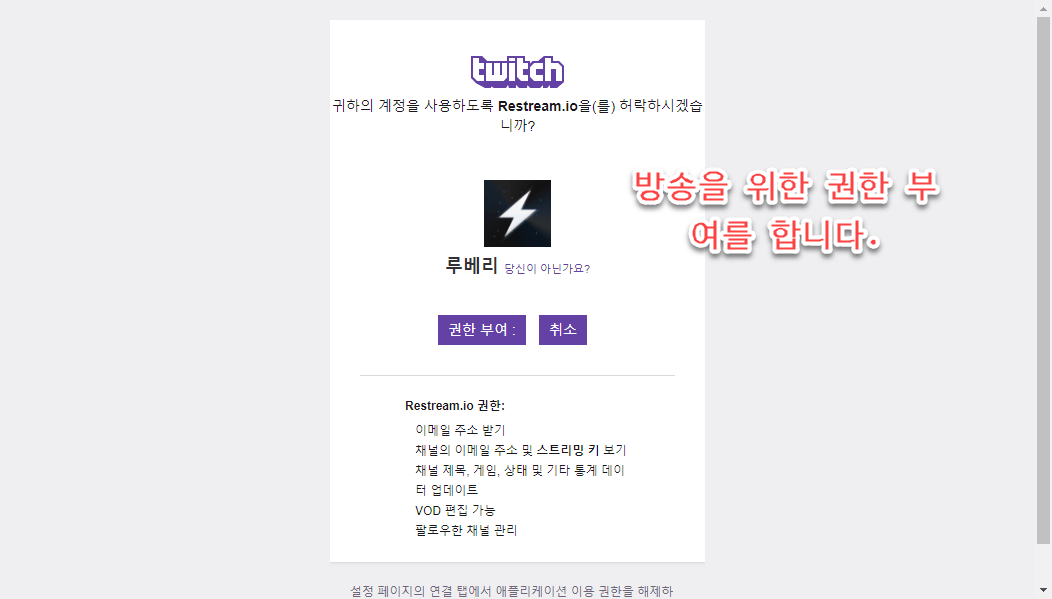 twitch
귀하의 계정을 사용하도록 Restream.io을(를) 허락하시겠습
니까?
방송을 위한 권한 부
여를 합니다.
루베리 당신이 아닌가요?
권한 부여 : 취소
Restream.io 권한:
이메일 주소 받기
채널의 이메일 주소 및 스트리밍 키 보기
채널 제목, 게임, 상태 및 기타 통계 데이
터 업데이트
VOD 편집 가능
팔로우한 채널 관리
설정 페이지의 연결 탭에서 애플리케이션 이용 권한을 해제하